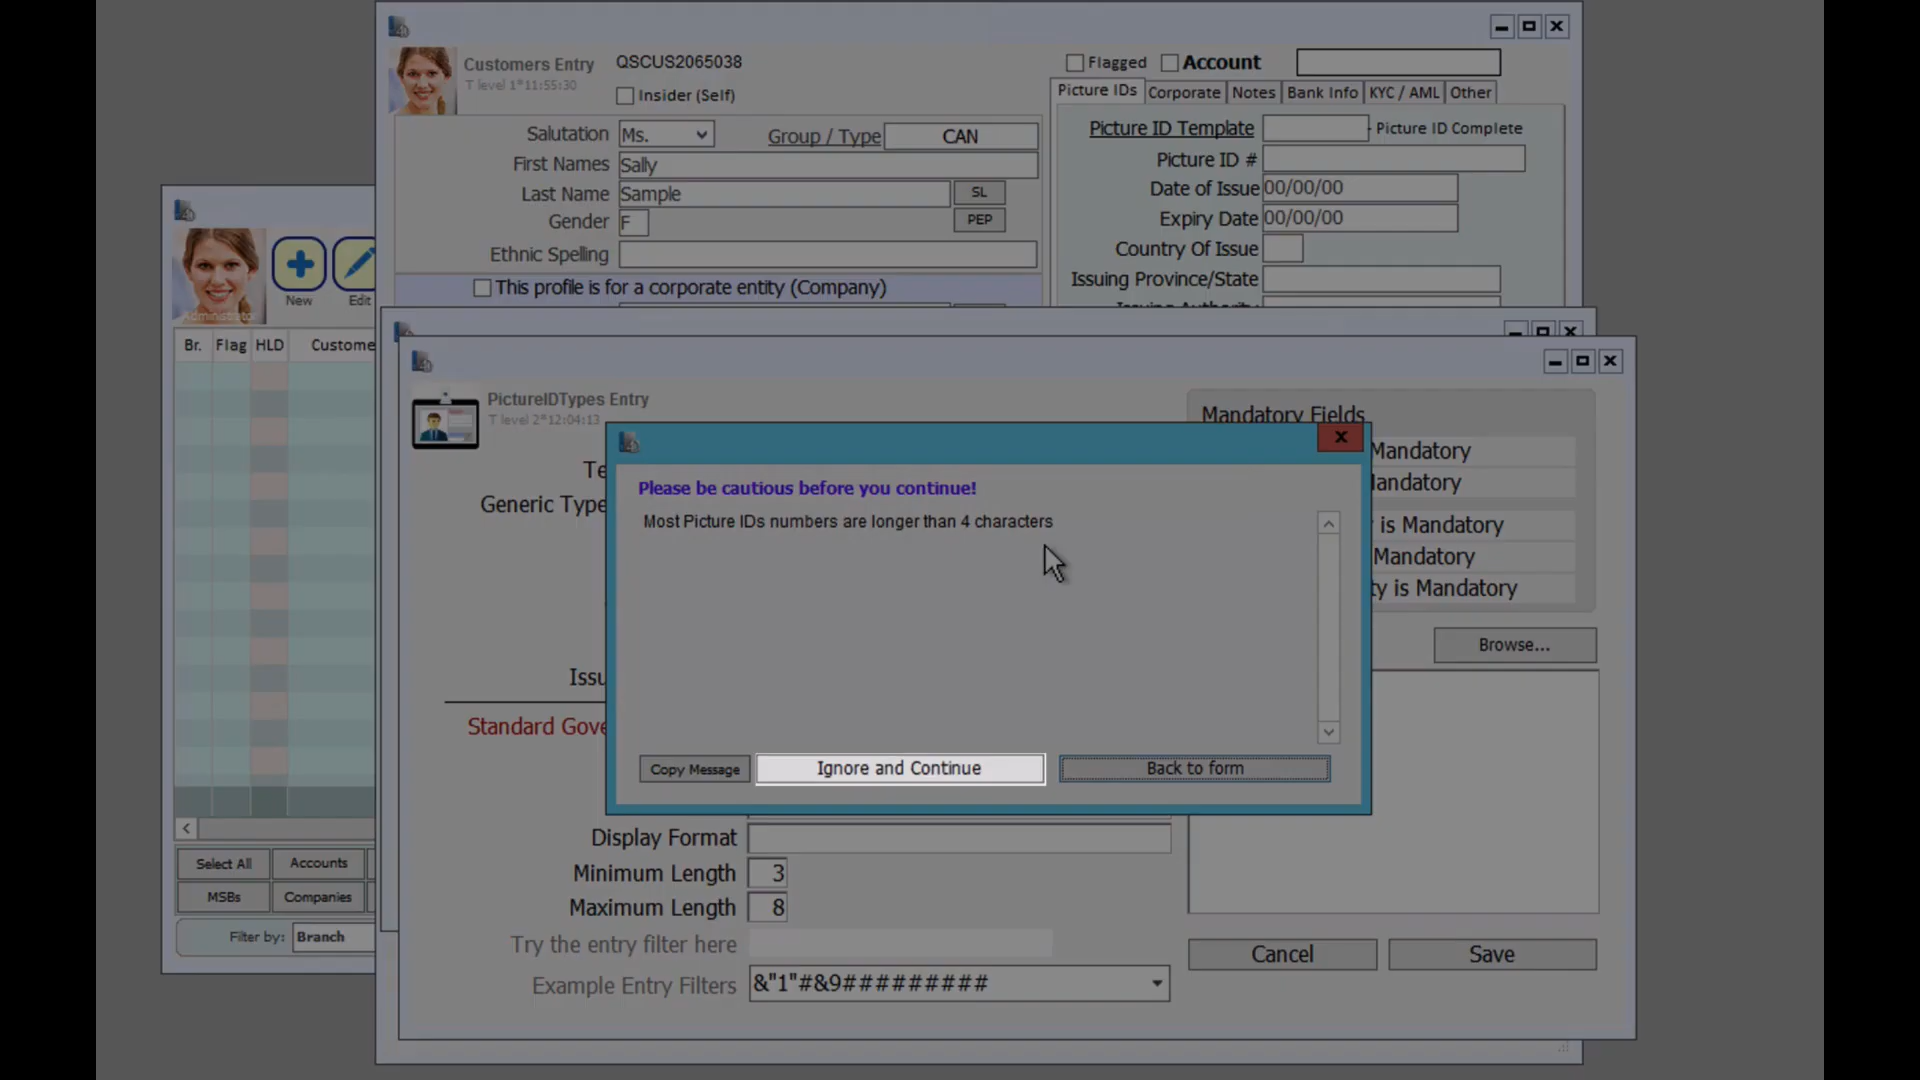 Customers Entry
T level 1*11:55:30
QSCUS2065038
Insider (Self)
Flagged
Account
Picture IDs
Corporate
Notes
Bank Info
KYC / AML
Other
Salutation
Ms.
Group / Type
CAN
First Names
Sally
Last Name
Sample
SL
Gender
F
PEP
Ethnic Spelling
This profile is for a corporate entity (Company)
Picture ID Template
- Picture ID Complete
Picture ID #
Date of Issue
00/00/00
Expiry Date
00/00/00
Country Of Issue
Issuing Province/State
Issuing Authority
Administrator
New
Edit
Br.
Flag
HLD
Custome
Select All
Accounts
MSBs
Companies
Filter by:
Branch
PictureIDTypes Entry
T level 2*12:04:13
Te
Generic Type
Issu
Standard Gove
Mandatory Fields
Mandatory
Mandatory
is Mandatory
Mandatory
ty is Mandatory
Browse...
Please be cautious before you continue!
Most Picture IDs numbers are longer than 4 characters
Copy Message
Ignore and Continue
Back to form
Display Format
Minimum Length
3
Maximum Length
8
Try the entry filter here
Example Entry Filters
&"1"#&9#########
Cancel
Save